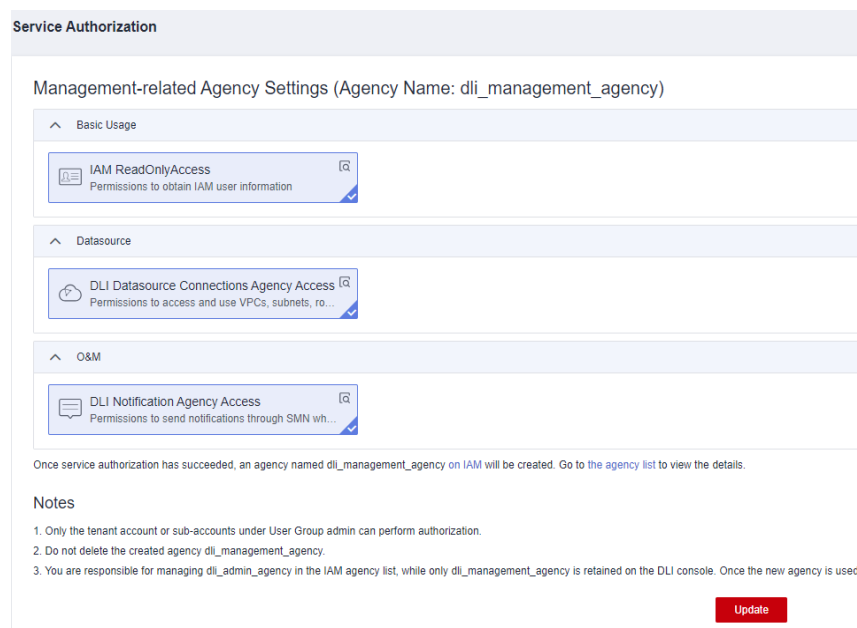 Service Authorization
Management-related Agency Settings (Agency Name: dli_management_agency)
Basic Usage
IAM ReadOnlyAccess
Permissions to obtain IAM user information
Datasource
DLI Datasource Connections Agency Access
Permissions to access and use VPCs, subnets, ro...
O&M
DLI Notification Agency Access
Permissions to send notifications through SMN wh...
Once service authorization has succeeded, an agency named dli_management_agency on IAM will be created. Go to the agency list to view the details.
Notes
1. Only the tenant account or sub-accounts under User Group admin can perform authorization.
2. Do not delete the created agency dli_management_agency.
3. You are responsible for managing dli_admin_agency in the IAM agency list, while only dli_management_agency is retained on the DLI console. Once the new agency is used
Update